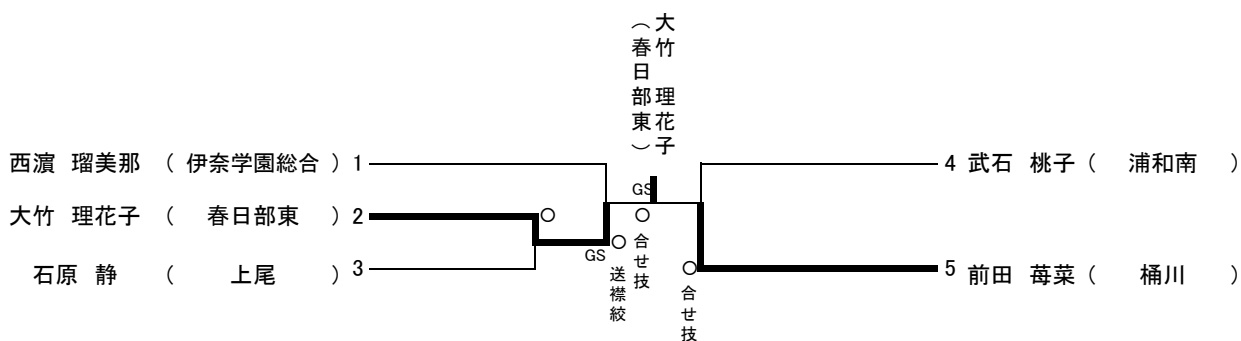 大竹 理花子
（春日部東）
西濵 瑠美那 （ 伊奈学園総合 ） 1
4 武石 桃子（ 浦和南 ）
GS
大竹 理花子 （ 春日部東 ） 2
○
○
○
GS
合せ技
送襟絞
石原 静 （ 上尾 ） 3
○
合せ技
5 前田 苺菜（ 桶川 ）